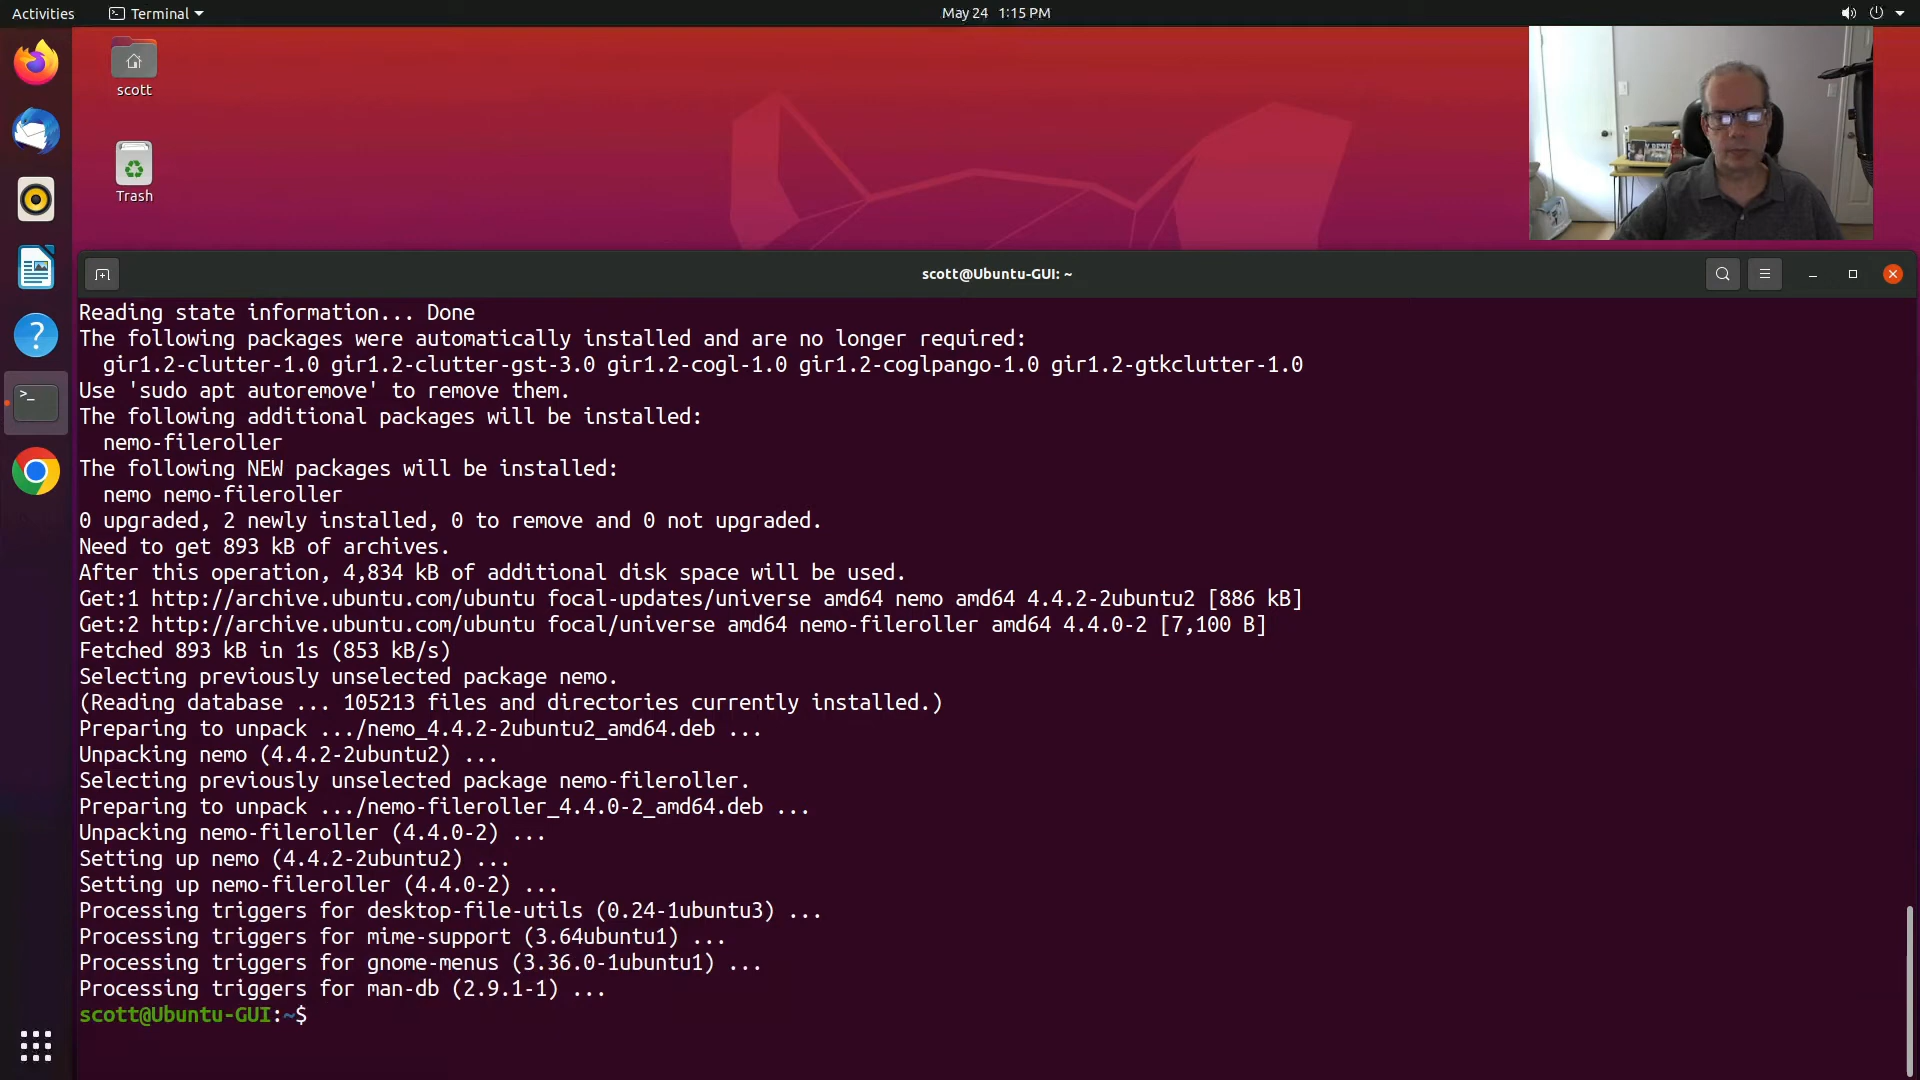 Activities
Terminal
May 24 1:15 PM
scott
Trash
scott@Ubuntu-GUI: ~
Reading state information... Done
The following packages were automatically installed and are no longer required:
gir1.2-clutter-1.0 gir1.2-clutter-gst-3.0 gir1.2-cogl-1.0 gir1.2-coglpango-1.0 gir1.2-gtkclutter-1.0
Use 'sudo apt autoremove' to remove them.
The following additional packages will be installed:
nemo-fileroller
The following NEW packages will be installed:
nemo nemo-fileroller
0 upgraded, 2 newly installed, 0 to remove and 0 not upgraded.
Need to get 893 kB of archives.
After this operation, 4,834 kB of additional disk space will be used.
Get:1 http://archive.ubuntu.com/ubuntu focal-updates/universe amd64 nemo amd64 4.4.2-2ubuntu2 [886 kB]
Get:2 http://archive.ubuntu.com/ubuntu focal/universe amd64 nemo-fileroller amd64 4.4.0-2 [7,100 B]
Fetched 893 kB in 1s (853 kB/s)
Selecting previously unselected package nemo.
(Reading database ... 105213 files and directories currently installed.)
Preparing to unpack .../nemo_4.4.2-2ubuntu2_amd64.deb ...
Unpacking nemo (4.4.2-2ubuntu2) ...
Selecting previously unselected package nemo-fileroller.
Preparing to unpack .../nemo-fileroller_4.4.0-2_amd64.deb ...
Unpacking nemo-fileroller (4.4.0-2) ...
Setting up nemo (4.4.2-2ubuntu2) ...
Setting up nemo-fileroller (4.4.0-2) ...
Processing triggers for desktop-file-utils (0.24-1ubuntu3) ...
Processing triggers for mime-support (3.64ubuntu1) ...
Processing triggers for gnome-menus (3.36.0-1ubuntu1) ...
Processing triggers for man-db (2.9.1-1) ...
scott@Ubuntu-GUI:~$